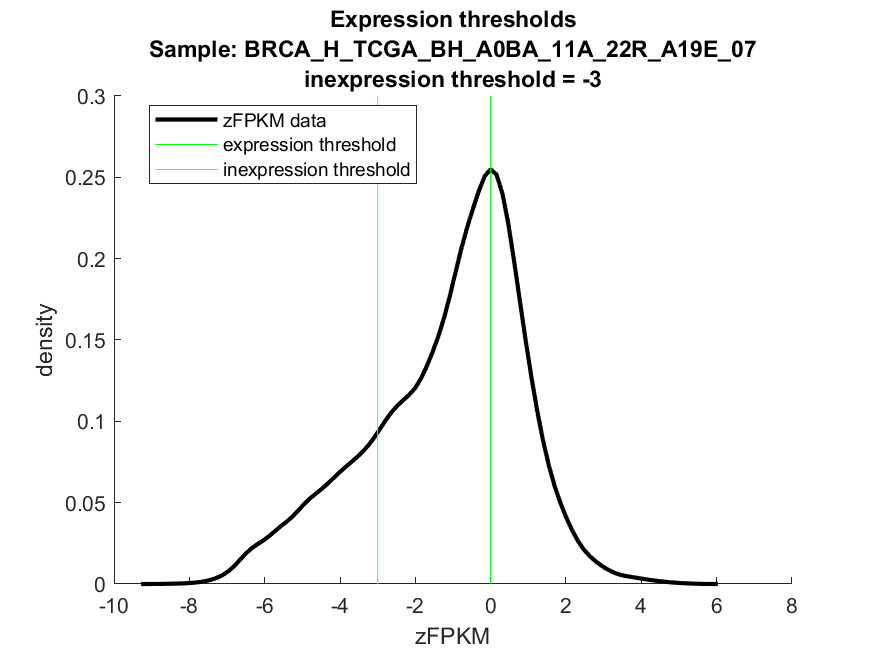 Expression thresholds
Sample: BRCA_H_TCGA_BH_A0BA_11A_22R_A19E_07
inexpression threshold = -3
zFPKM data
expression threshold
inexpression threshold
0.3
0.25
0.2
0.15
0.1
0.05
0
density
-10 -8 -6 -4 -2 0 2 4 6 8
zFPKM